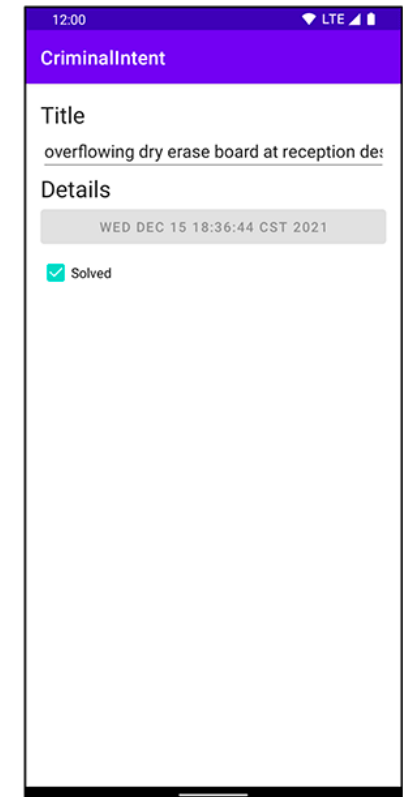 12:00 LTE
CriminalIntent
Title
overflowing dry erase board at reception des
Details
WED DEC 15 18:36:44 CST 2021
Solved